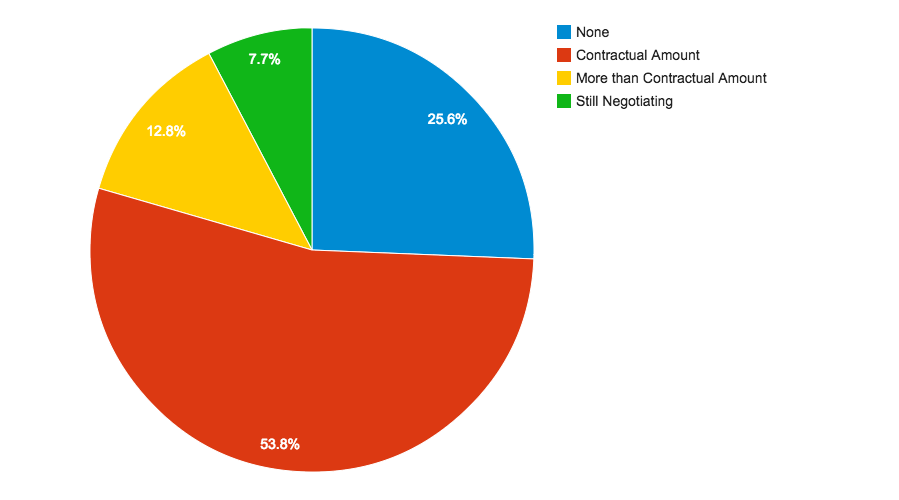 None
Contractual Amount
More than Contractual Amount
Still Negotiating
7.7%
25.6%
12.8%
53.8%